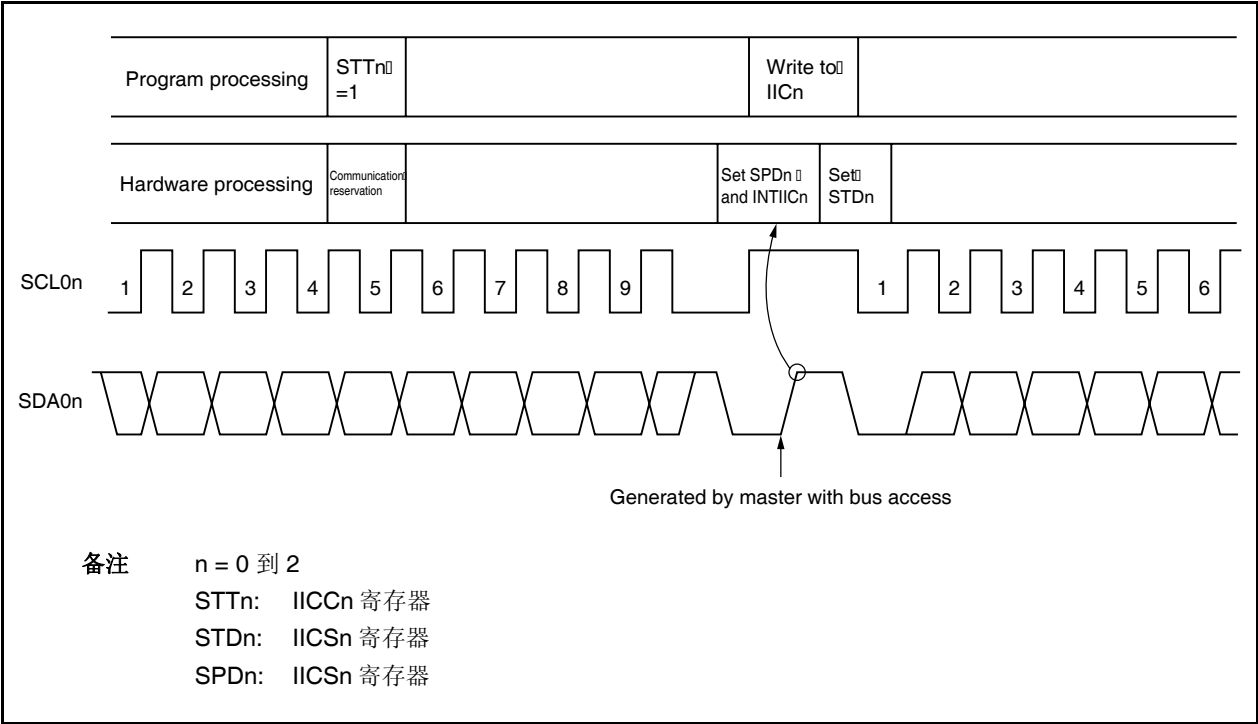 Program processing
STTn
=1
Write to
IICn
Hardware processing
Communication
reservation
Set SPDn
and INTIICn
Set
STDn
SCL0n
1 2 3 4 5 6 7 8 9 1 2 3 4 5 6
SDA0n
Generated by master with bus access
备注 n = 0 到 2
STTn: IICCn 寄存器
STDn: IICSn 寄存器
SPDn: IICSn 寄存器